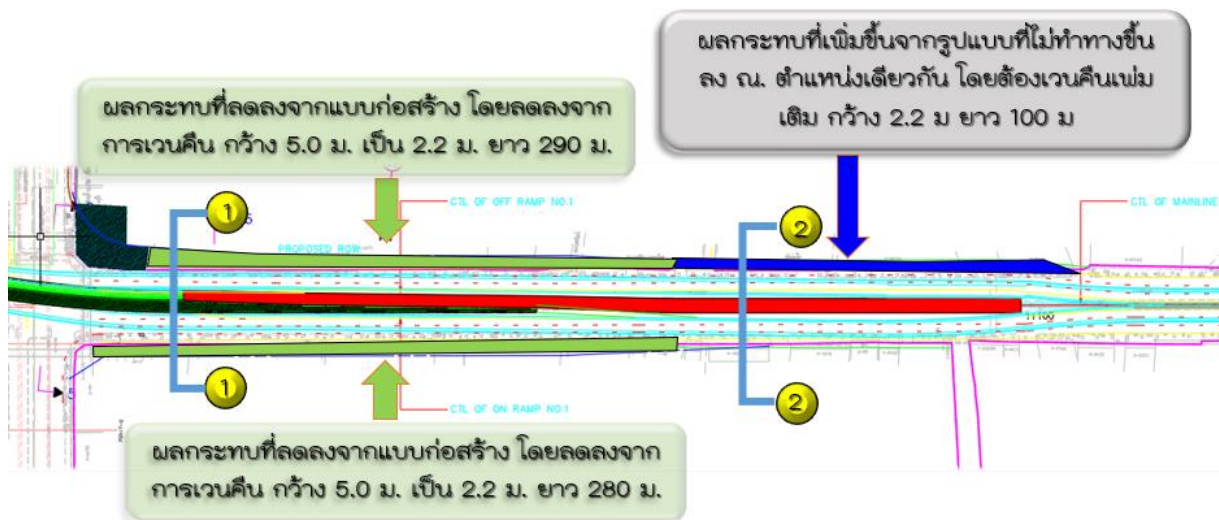 ผลกระทบที่เพิ่มขึ้นจากรูปแบบที่ไม่ทำทางขึ้น
ลง ณ. ตำแหน่งเดียวกัน โดยต้องเวนคืนเพ่ม
เติม กว้าง 2.2 ม ยาว 100 ม
ผลกระทบที่ลดลงจากแบบก่อสร้าง โดยลดลงจาก
การเวนคืน กว้าง 5.0 ม. เป็น 2.2 ม. ยาว 290 ม.
1
5
CTL OF OFF RAMP NO.1
2
CTL OF MAINLINE
PROPOSED ROW
11100
1
5
2
CTL OF ON RAMP NO.1
ผลกระทบที่ลดลงจากแบบก่อสร้าง โดยลดลงจาก
การเวนคืน กว้าง 5.0 ม. เป็น 2.2 ม. ยาว 280 ม.